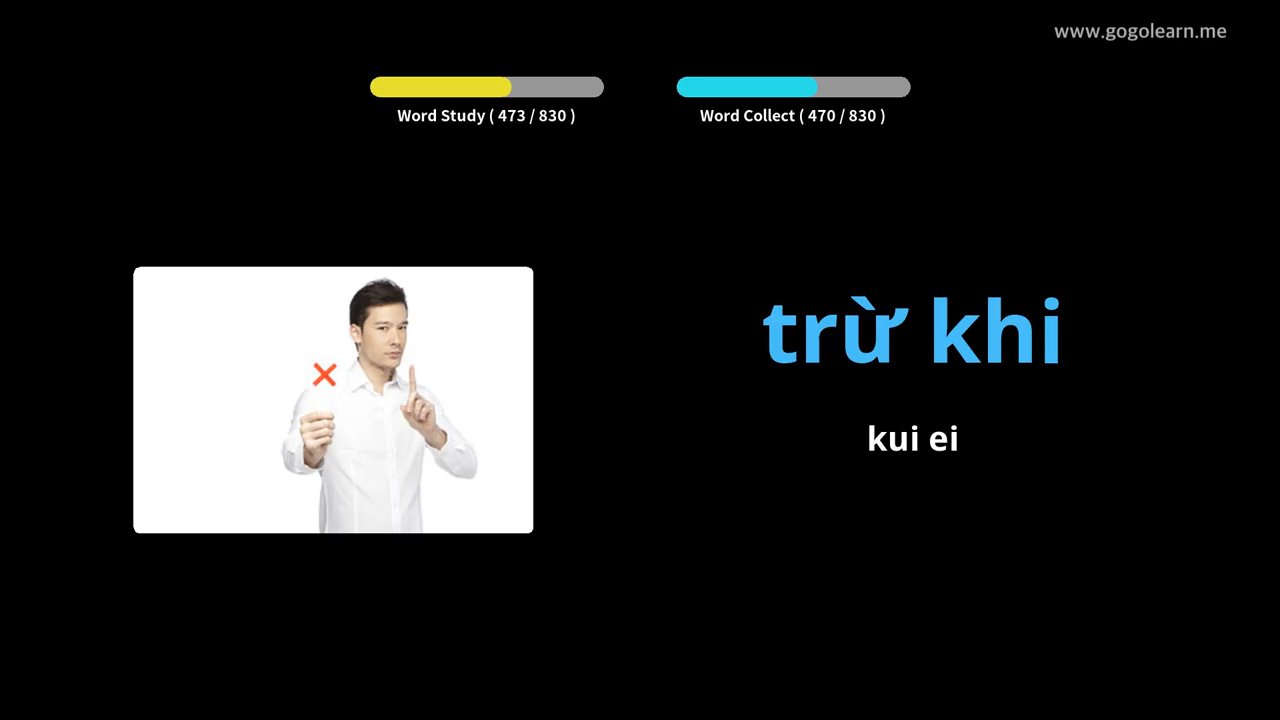 www.gogolearn.me
Word Study ( 473 / 830 )
Word Collect ( 470 / 830 )
trừ khi
kui ei